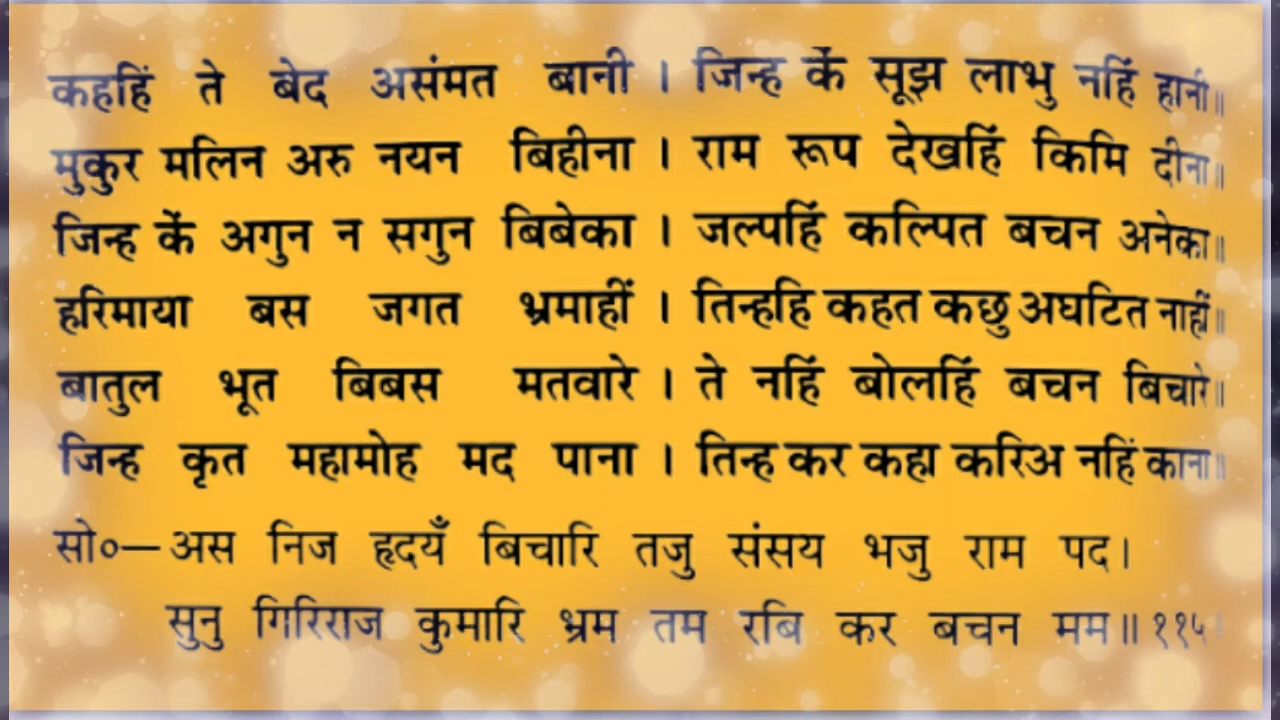 कहहिं ते बेद असंमत बानी । जिन्ह कें सूझ लाभु नहिं हानी॥
मुकुर मलिन अरु नयन बिहीना । राम रूप देखहिं किमि दीना॥
जिन्ह कें अगुन न सगुन बिबेका । जल्पहिं कल्पित बचन अनेका॥
हरिमाया बस जगत भ्रमाहीं । तिन्हहि कहत कछु अघटित नाहीं॥
बातुल भूत बिबस मतवारे । ते नहिं बोलहिं बचन बिचारे॥
जिन्ह कृत महामोह मद पाना । तिन्ह कर कहा करिअ नहिं काना॥
सो०—अस निज हृदयँ बिचारि तजु संसय भजु राम पद।
सुनु गिरिराज कुमारि भ्रम तम रबि कर बचन मम॥ ११५